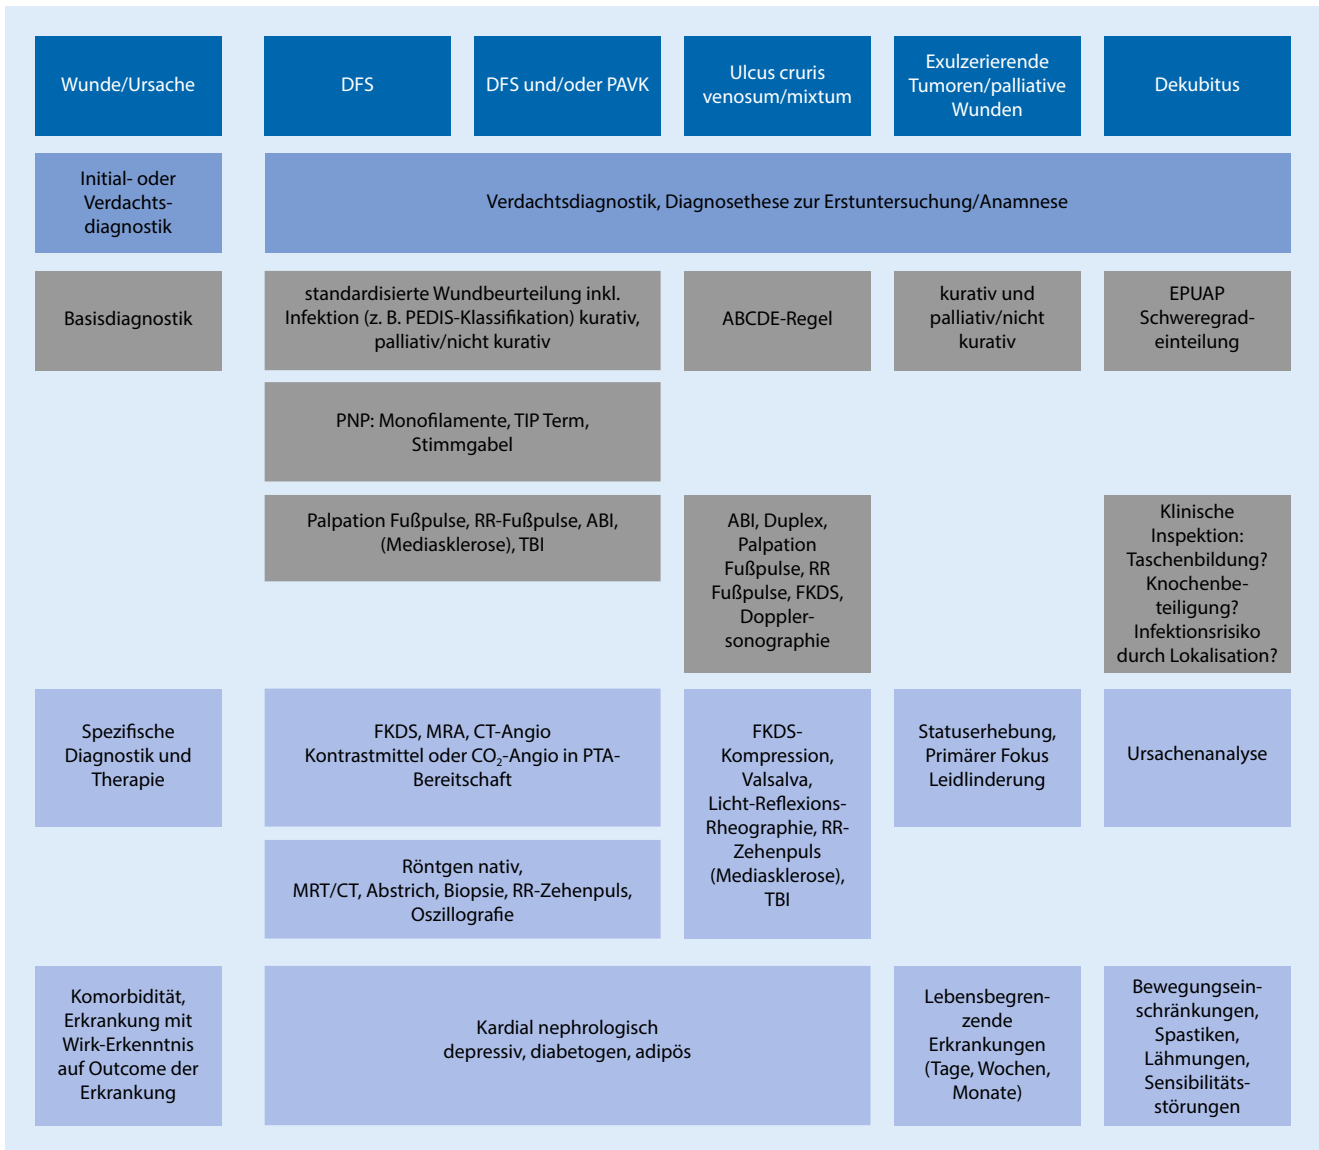 Wunde/Ursache
DFS
DFS und/oder PAVK
Ulcus cruris
venosum/mixtum
Exulzerierende
Tumoren/palliative
Wunden
Dekubitus
Initial- oder
Verdachts-
diagnostik
Verdachtsdiagnostik, Diagnosethese zur Erstuntersuchung/Anamnese
Basisdiagnostik
standardisierte Wundbeurteilung inkl.
Infektion (z. B. PEDIS-Klassifikation) kurativ,
palliativ/nicht kurativ
ABCDE-Regel
kurativ und
palliativ/nicht
kurativ
EPUAP
Schweregrad-
einteilung
PNP: Monofilamente, TIP Term,
Stimmgabel
Palpation Fußpulse, RR-Fußpulse, ABI,
(Mediasklerose), TBI
ABI, Duplex,
Palpation
Fußpulse, RR
Fußpulse, FKDS,
Doppler-
sonographie
Klinische
Inspektion:
Taschenbildung?
Knochenbe-
teiligung?
Infektionsrisiko
durch Lokalisation?
Spezifische
Diagnostik und
Therapie
FKDS, MRA, CT-Angio
Kontrastmittel oder CO₂-Angio in PTA-
Bereitschaft
FKDS-
Kompression,
Valsalva,
Licht-Reflexions-
Rheographie, RR-
Zehenpuls
(Mediasklerose),
TBI
Statuserhebung,
Primärer Fokus
Leidlinderung
Ursachenanalyse
Röntgen nativ,
MRT/CT, Abstrich, Biopsie, RR-Zehenpuls,
Oszillografie
Komorbidität,
Erkrankung mit
Wirk-Erkenntnis
auf Outcome der
Erkrankung
Kardial nephrologisch
depressiv, diabetogen, adipös
Lebensbegren-
zende
Erkrankungen
(Tage, Wochen,
Monate)
Bewegungsein-
schränkungen,
Spastiken,
Lähmungen,
Sensibilitäts-
störungen